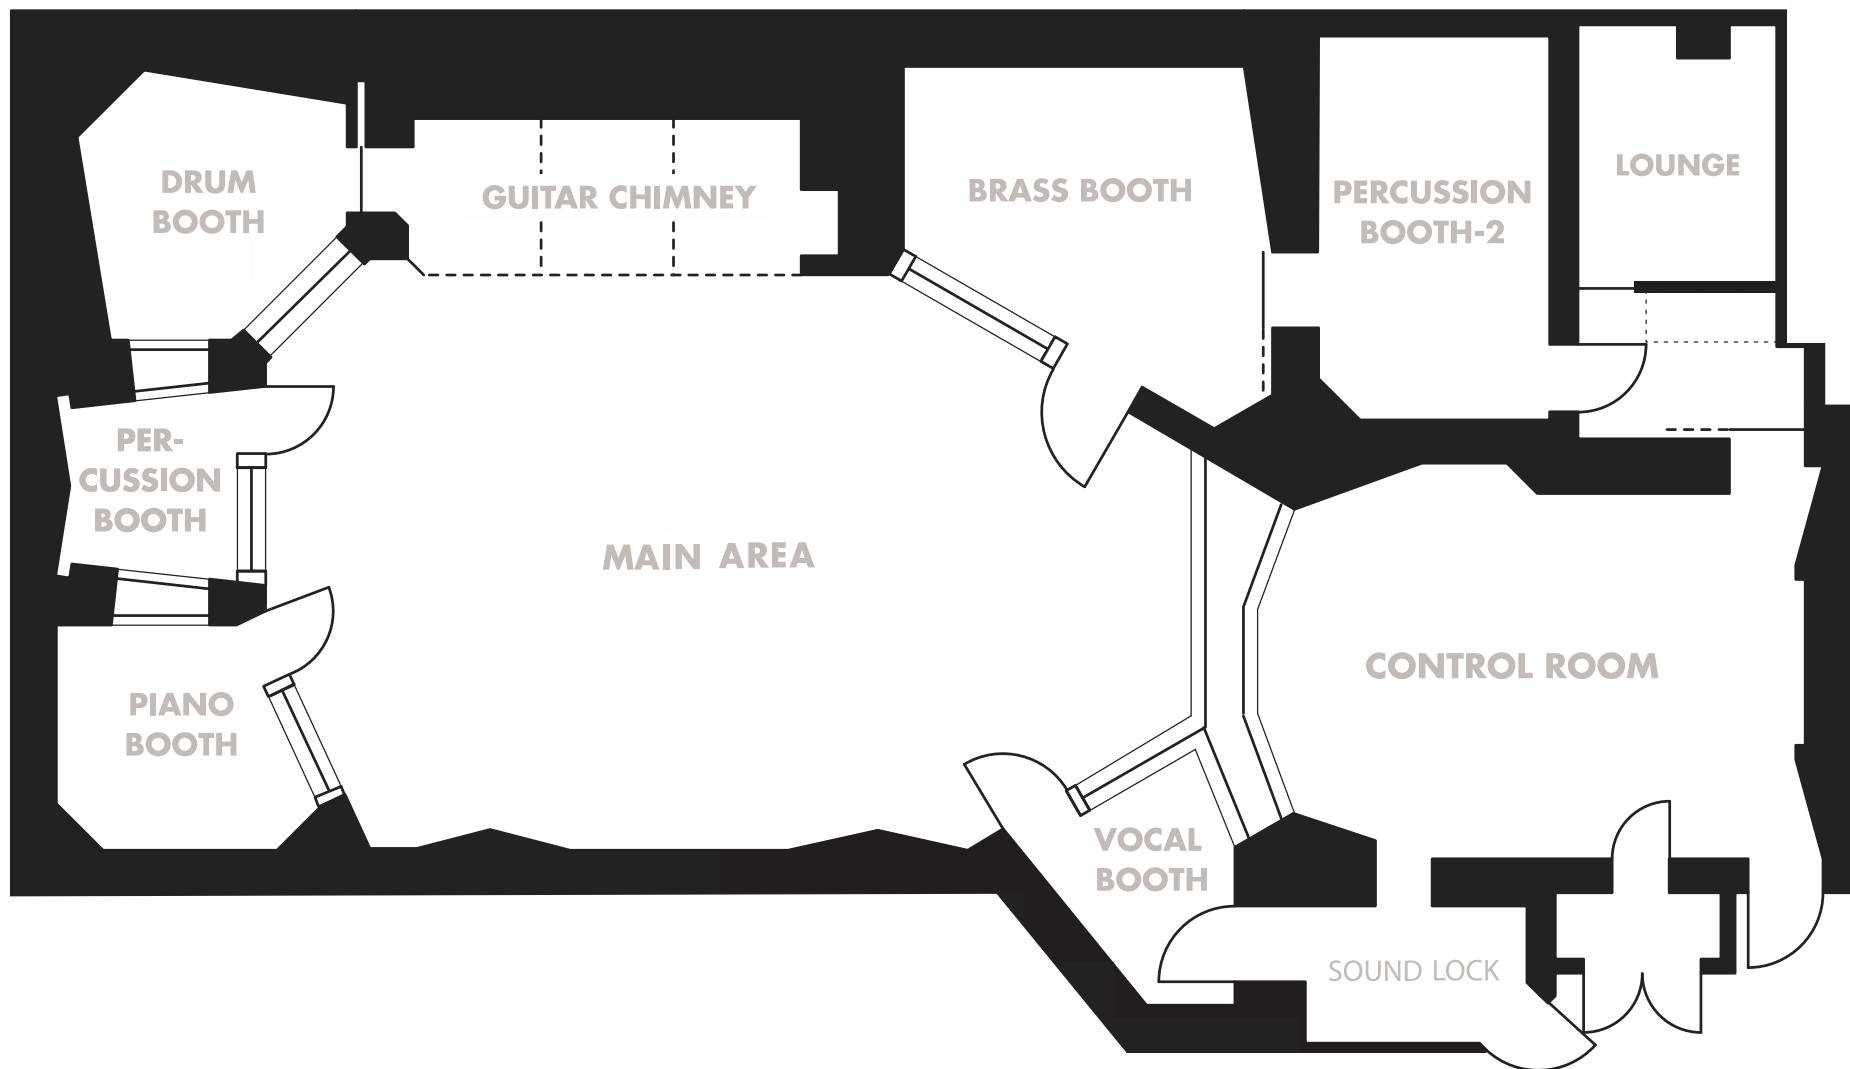 DRUM
BOOTH
GUITAR CHIMNEY
BRASS BOOTH
PERCUSSION
BOOTH-2
LOUNGE
PER-
CUSSION
BOOTH
MAIN AREA
CONTROL ROOM
PIANO
BOOTH
VOCAL
BOOTH
SOUND LOCK